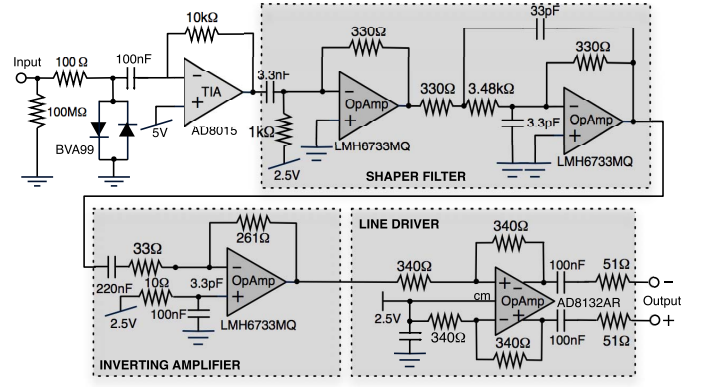 10kΩ
33pF
330Ω
330Ω
Input
100Ω
100nF
3.3nF
TIA
OpAmp
330Ω
3.48kΩ
OpAmp
100MΩ
5V
AD8015
1kΩ
3.3pF
BVA99
LMH6733MQ
LMH6733MQ
2.5V
SHAPER FILTER
261Ω
LINE DRIVER
340Ω
33Ω
340Ω
100nF
51Ω
220nF
10Ω
3.3pF
OpAmp
cm
OpAmp
AD8132AR
Output
2.5V
100nF
2.5V
LMH6733MQ
340Ω
340Ω
100nF
51Ω
INVERTING AMPLIFIER